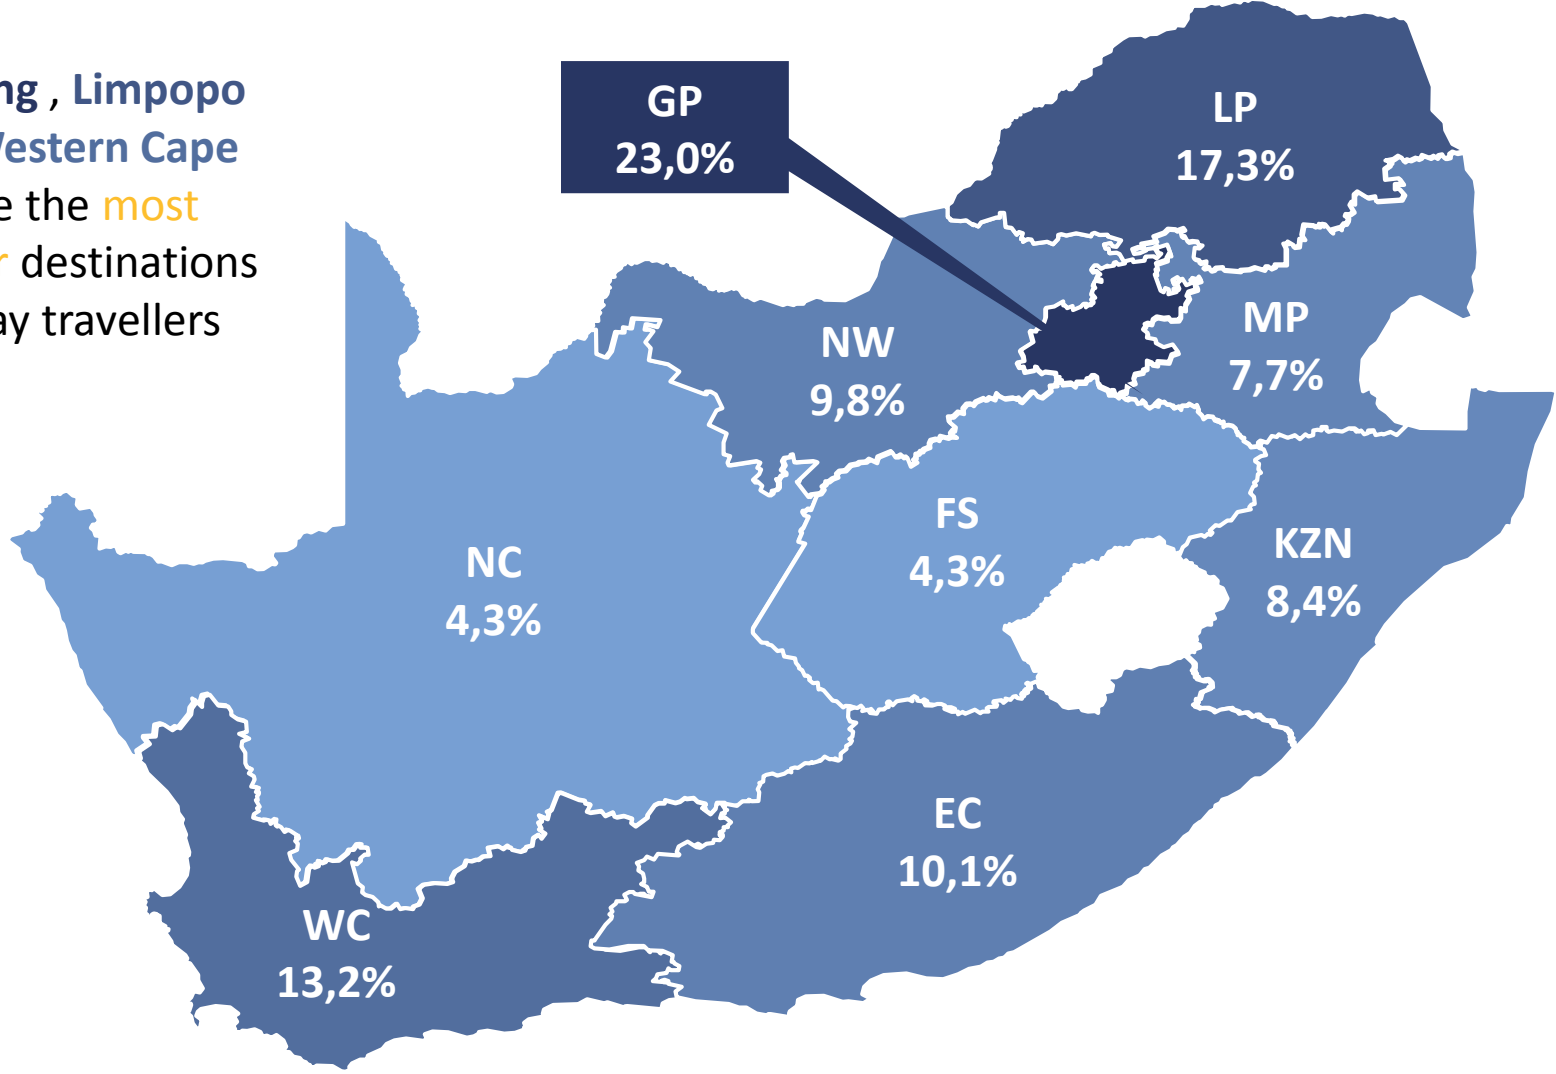 ng , Limpopo
Western Cape
e the most
r destinations
ay travellers
GP
23,0%
LP
17,3%
MP
7,7%
NW
9,8%
FS
4,3%
KZN
8,4%
NC
4,3%
EC
10,1%
WC
13,2%